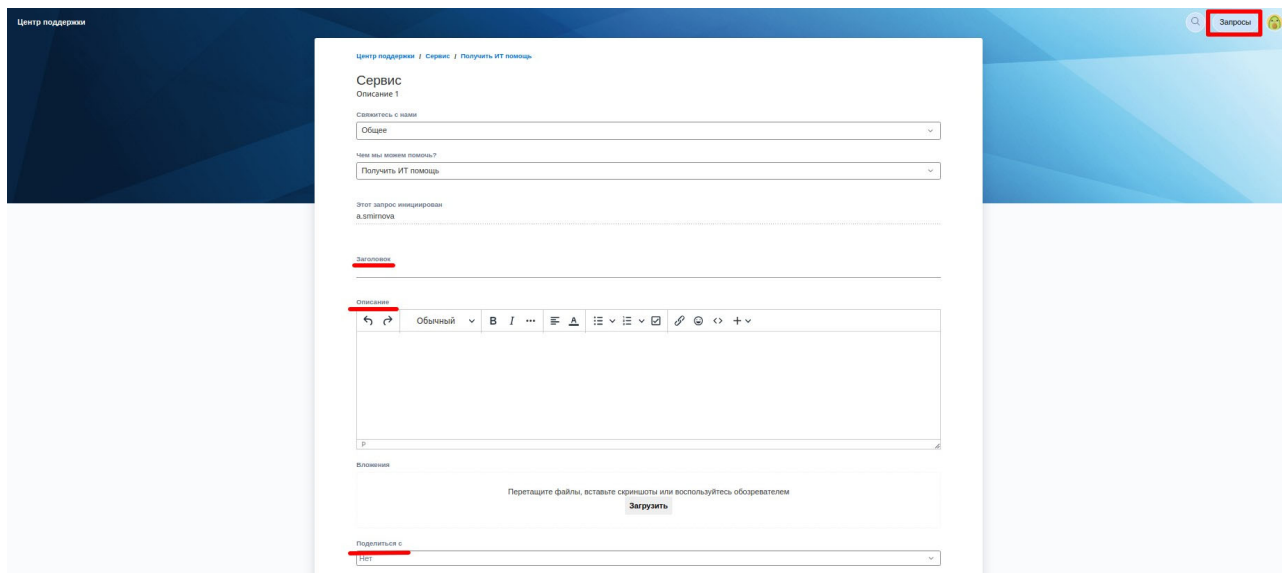 Центр поддержки
Запросы
Центр поддержки / Сервис / Получить ИТ помощь
Сервис
Описание 1
Свяжитесь с нами
Общее
Чем мы можем помочь?
Получить ИТ помощь
Этот запрос инициирован
a.smirnova
Заголовок
Описание
Обычный B I ... A
P
Вложения
Перетащите файлы, вставьте скриншоты или воспользуйтесь обозревателем
Загрузить
Поделиться с
Нет